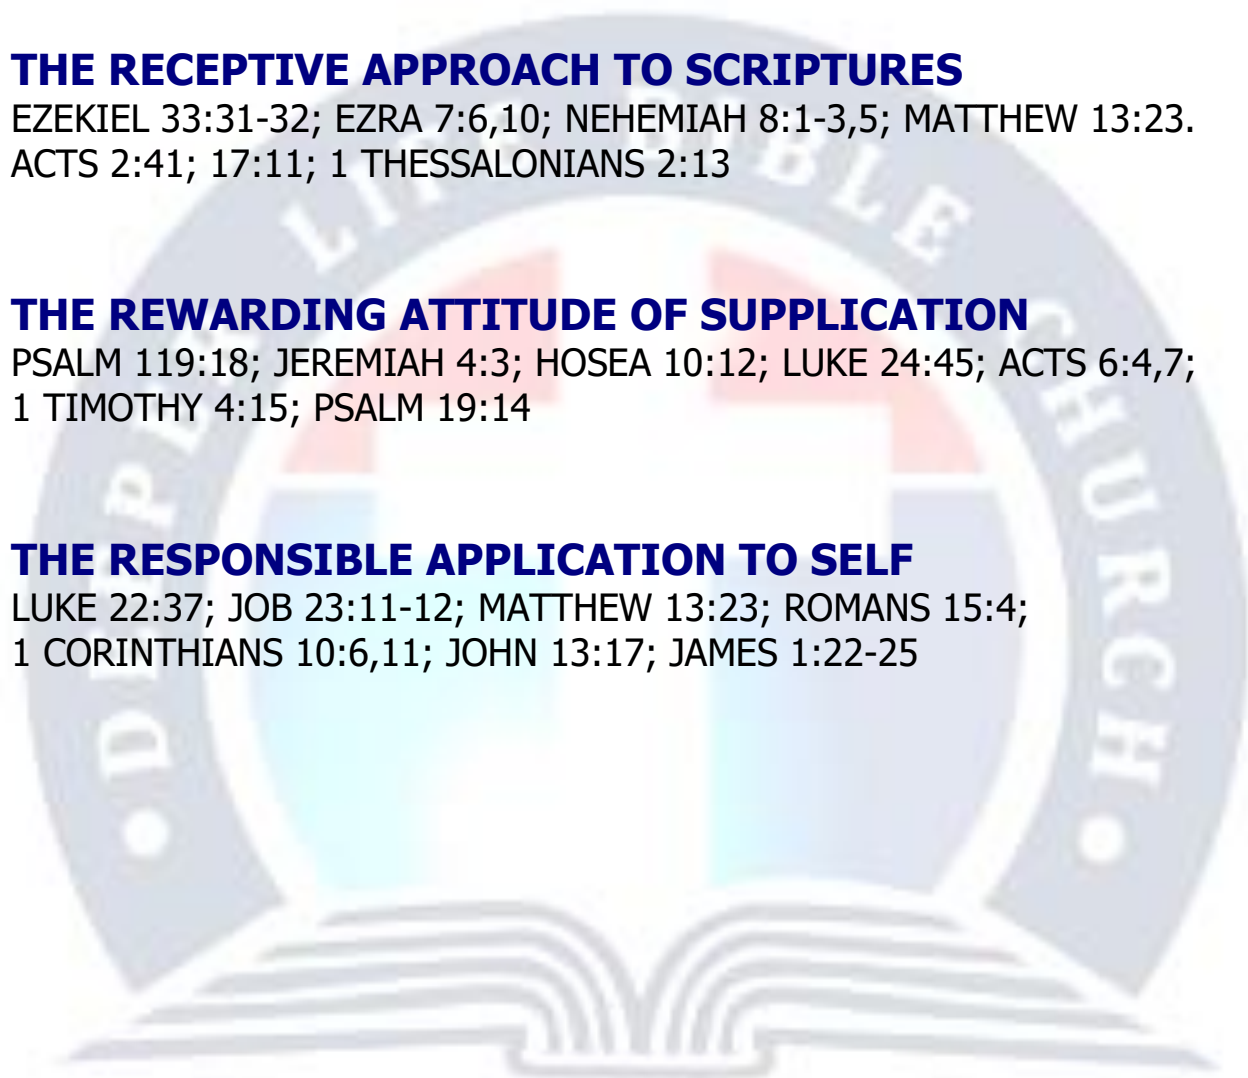 THE RECEPTIVE APPROACH TO SCRIPTURES
EZEKIEL 33:31-32; EZRA 7:6,10; NEHEMIAH 8:1-3,5; MATTHEW 13:23.
ACTS 2:41; 17:11; 1 THESSALONIANS 2:13
THE REWARDING ATTITUDE OF SUPPLICATION
PSALM 119:18; JEREMIAH 4:3; HOSEA 10:12; LUKE 24:45; ACTS 6:4,7;
1 TIMOTHY 4:15; PSALM 19:14
THE RESPONSIBLE APPLICATION TO SELF
LUKE 22:37; JOB 23:11-12; MATTHEW 13:23; ROMANS 15:4;
1 CORINTHIANS 10:6,11; JOHN 13:17; JAMES 1:22-25
DEEPER LIFE BIBLE CHURCH